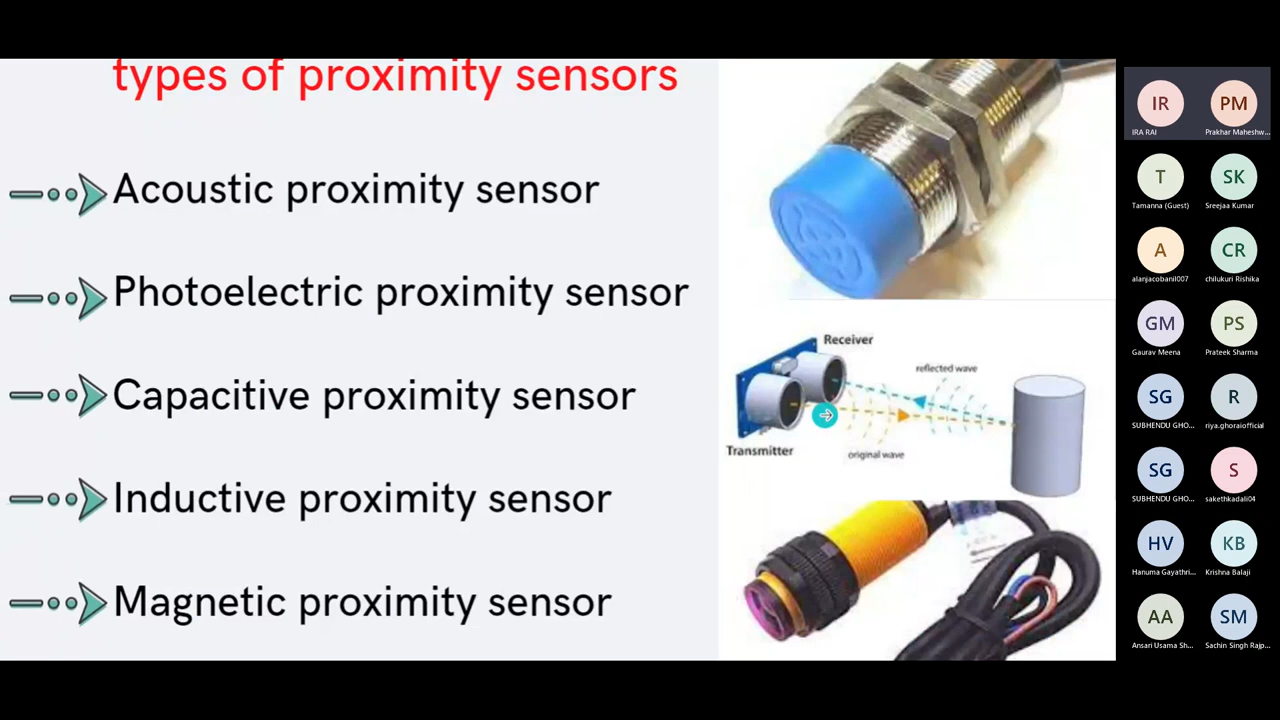 types of proximity sensors
Acoustic proximity sensor
Photoelectric proximity sensor
Capacitive proximity sensor
Inductive proximity sensor
Magnetic proximity sensor
Receiver
reflected wave
Transmitter
original wave
IR
IRA RAI
PM
Prakhar Maheshw...
T
Tamanna (Guest)
SK
Sreejaa Kumar
A
alanjacobanil007
CR
chilukuri Rishika
GM
Gaurav Meena
PS
Prateek Sharma
SG
SUBHENDU GHO...
R
riya.ghoraiofficial
SG
SUBHENDU GHO...
S
sakethkadali04
HV
Hanuma Gayathri...
KB
Krishna Balaji
AA
Ansari Usama Sh...
SM
Sachin Singh Rajp...